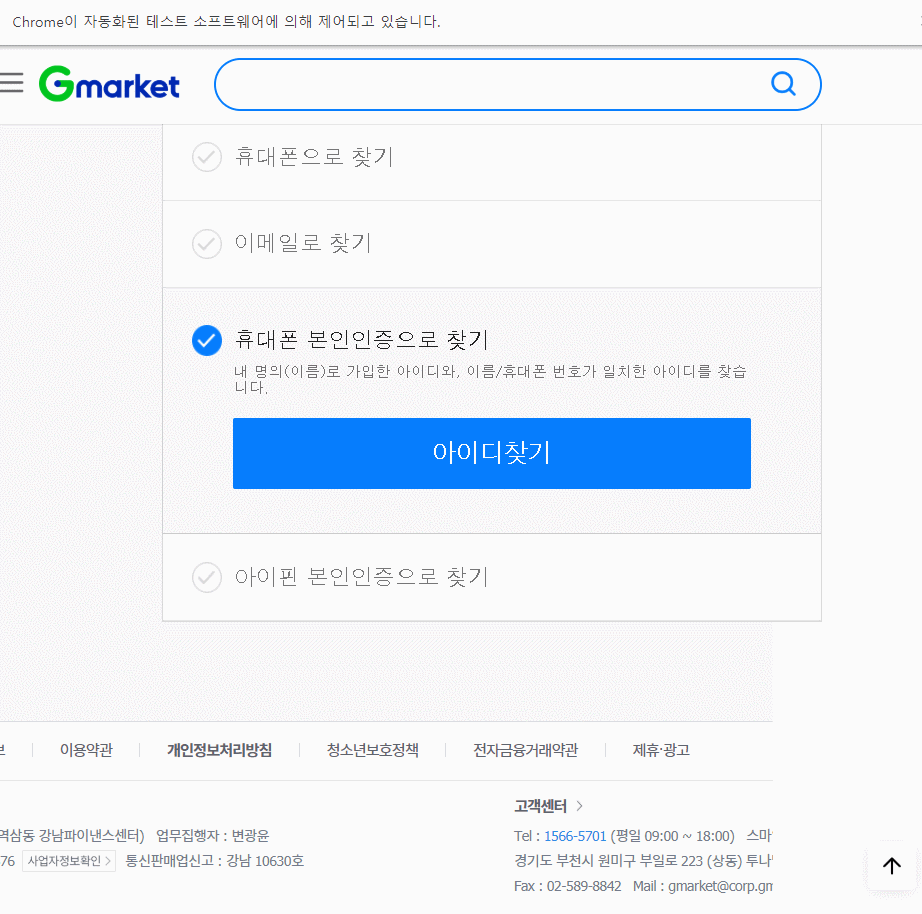 Chrome이 자동화된 테스트 소프트웨어에 의해 제어되고 있습니다.
Gmarket
휴대폰으로 찾기
이메일로 찾기
휴대폰 본인인증으로 찾기
내 명의(이름)로 가입한 아이디와, 이름/휴대폰 번호가 일치한 아이디를 찾습
니다.
아이디찾기
아이핀 본인인증으로 찾기
이용약관 개인정보처리방침 청소년보호정책 전자금융거래약관 제휴·광고
고객센터
역삼동 강남파이낸스센터) 업무집행자 : 변광윤
Tel : 1566-5701 (평일 09:00 ~ 18:00) 스마
76 사업자정보확인 통신판매업신고 : 강남 10630호
경기도 부천시 원미구 부일로 223 (상동) 투나
Fax : 02-589-8842 Mail : gmarket@corp.gm